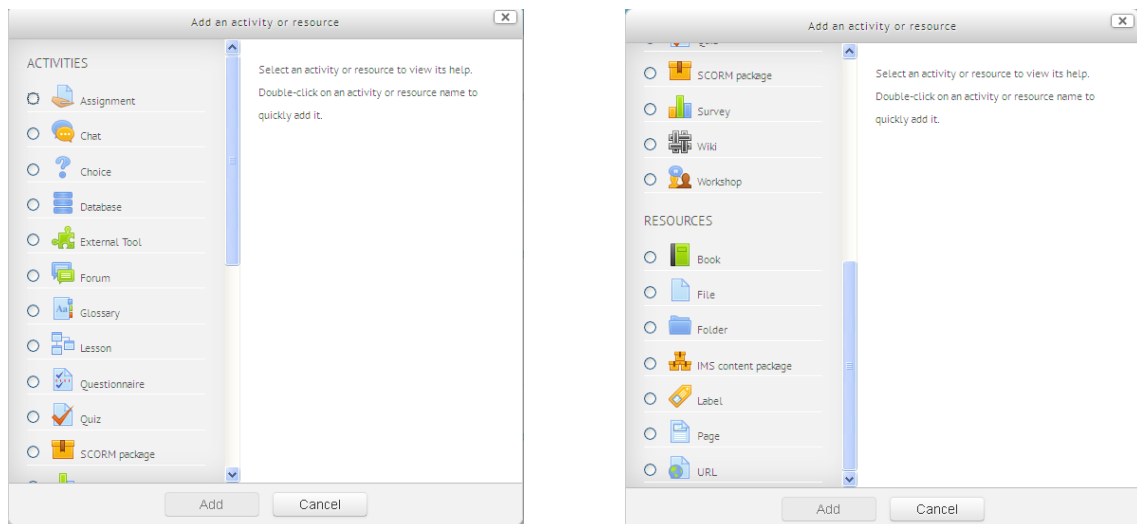 Add an activity or resource
ACTIVITIES
Assignment
Chat
Choice
Database
External Tool
Forum
Glossary
Lesson
Questionnaire
Quiz
SCORM package
Select an activity or resource to view its help.
Double-click on an activity or resource name to
quickly add it.
Add
Cancel
Add an activity or resource
SCORM package
Survey
Wiki
Workshop
RESOURCES
Book
File
Folder
IMS content package
Label
Page
URL
Select an activity or resource to view its help.
Double-click on an activity or resource name to
quickly add it.
Add
Cancel